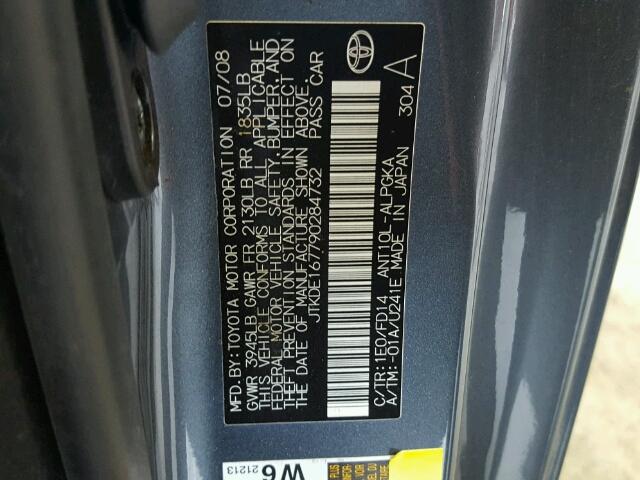 MFD. BY: TOYOTA MOTOR CORPORATION 07/08
GVWR 3945LB GAWR FR 2130LB RR 1835LB
THIS VEHICLE CONFORMS TO ALL APPLICABLE
FEDERAL MOTOR VEHICLE SAFETY, BUMPER, AND
THEFT PREVENTION STANDARDS IN EFFECT ON
THE DATE OF MANUFACTURE SHOWN ABOVE.
JTKDE167790284732 PASS CAR
C/TR: 1E0/FD14 ANT10L-ALPGKA
A/TM: -01A/U241E MADE IN JAPAN 304 A
W6
21213
PLUS